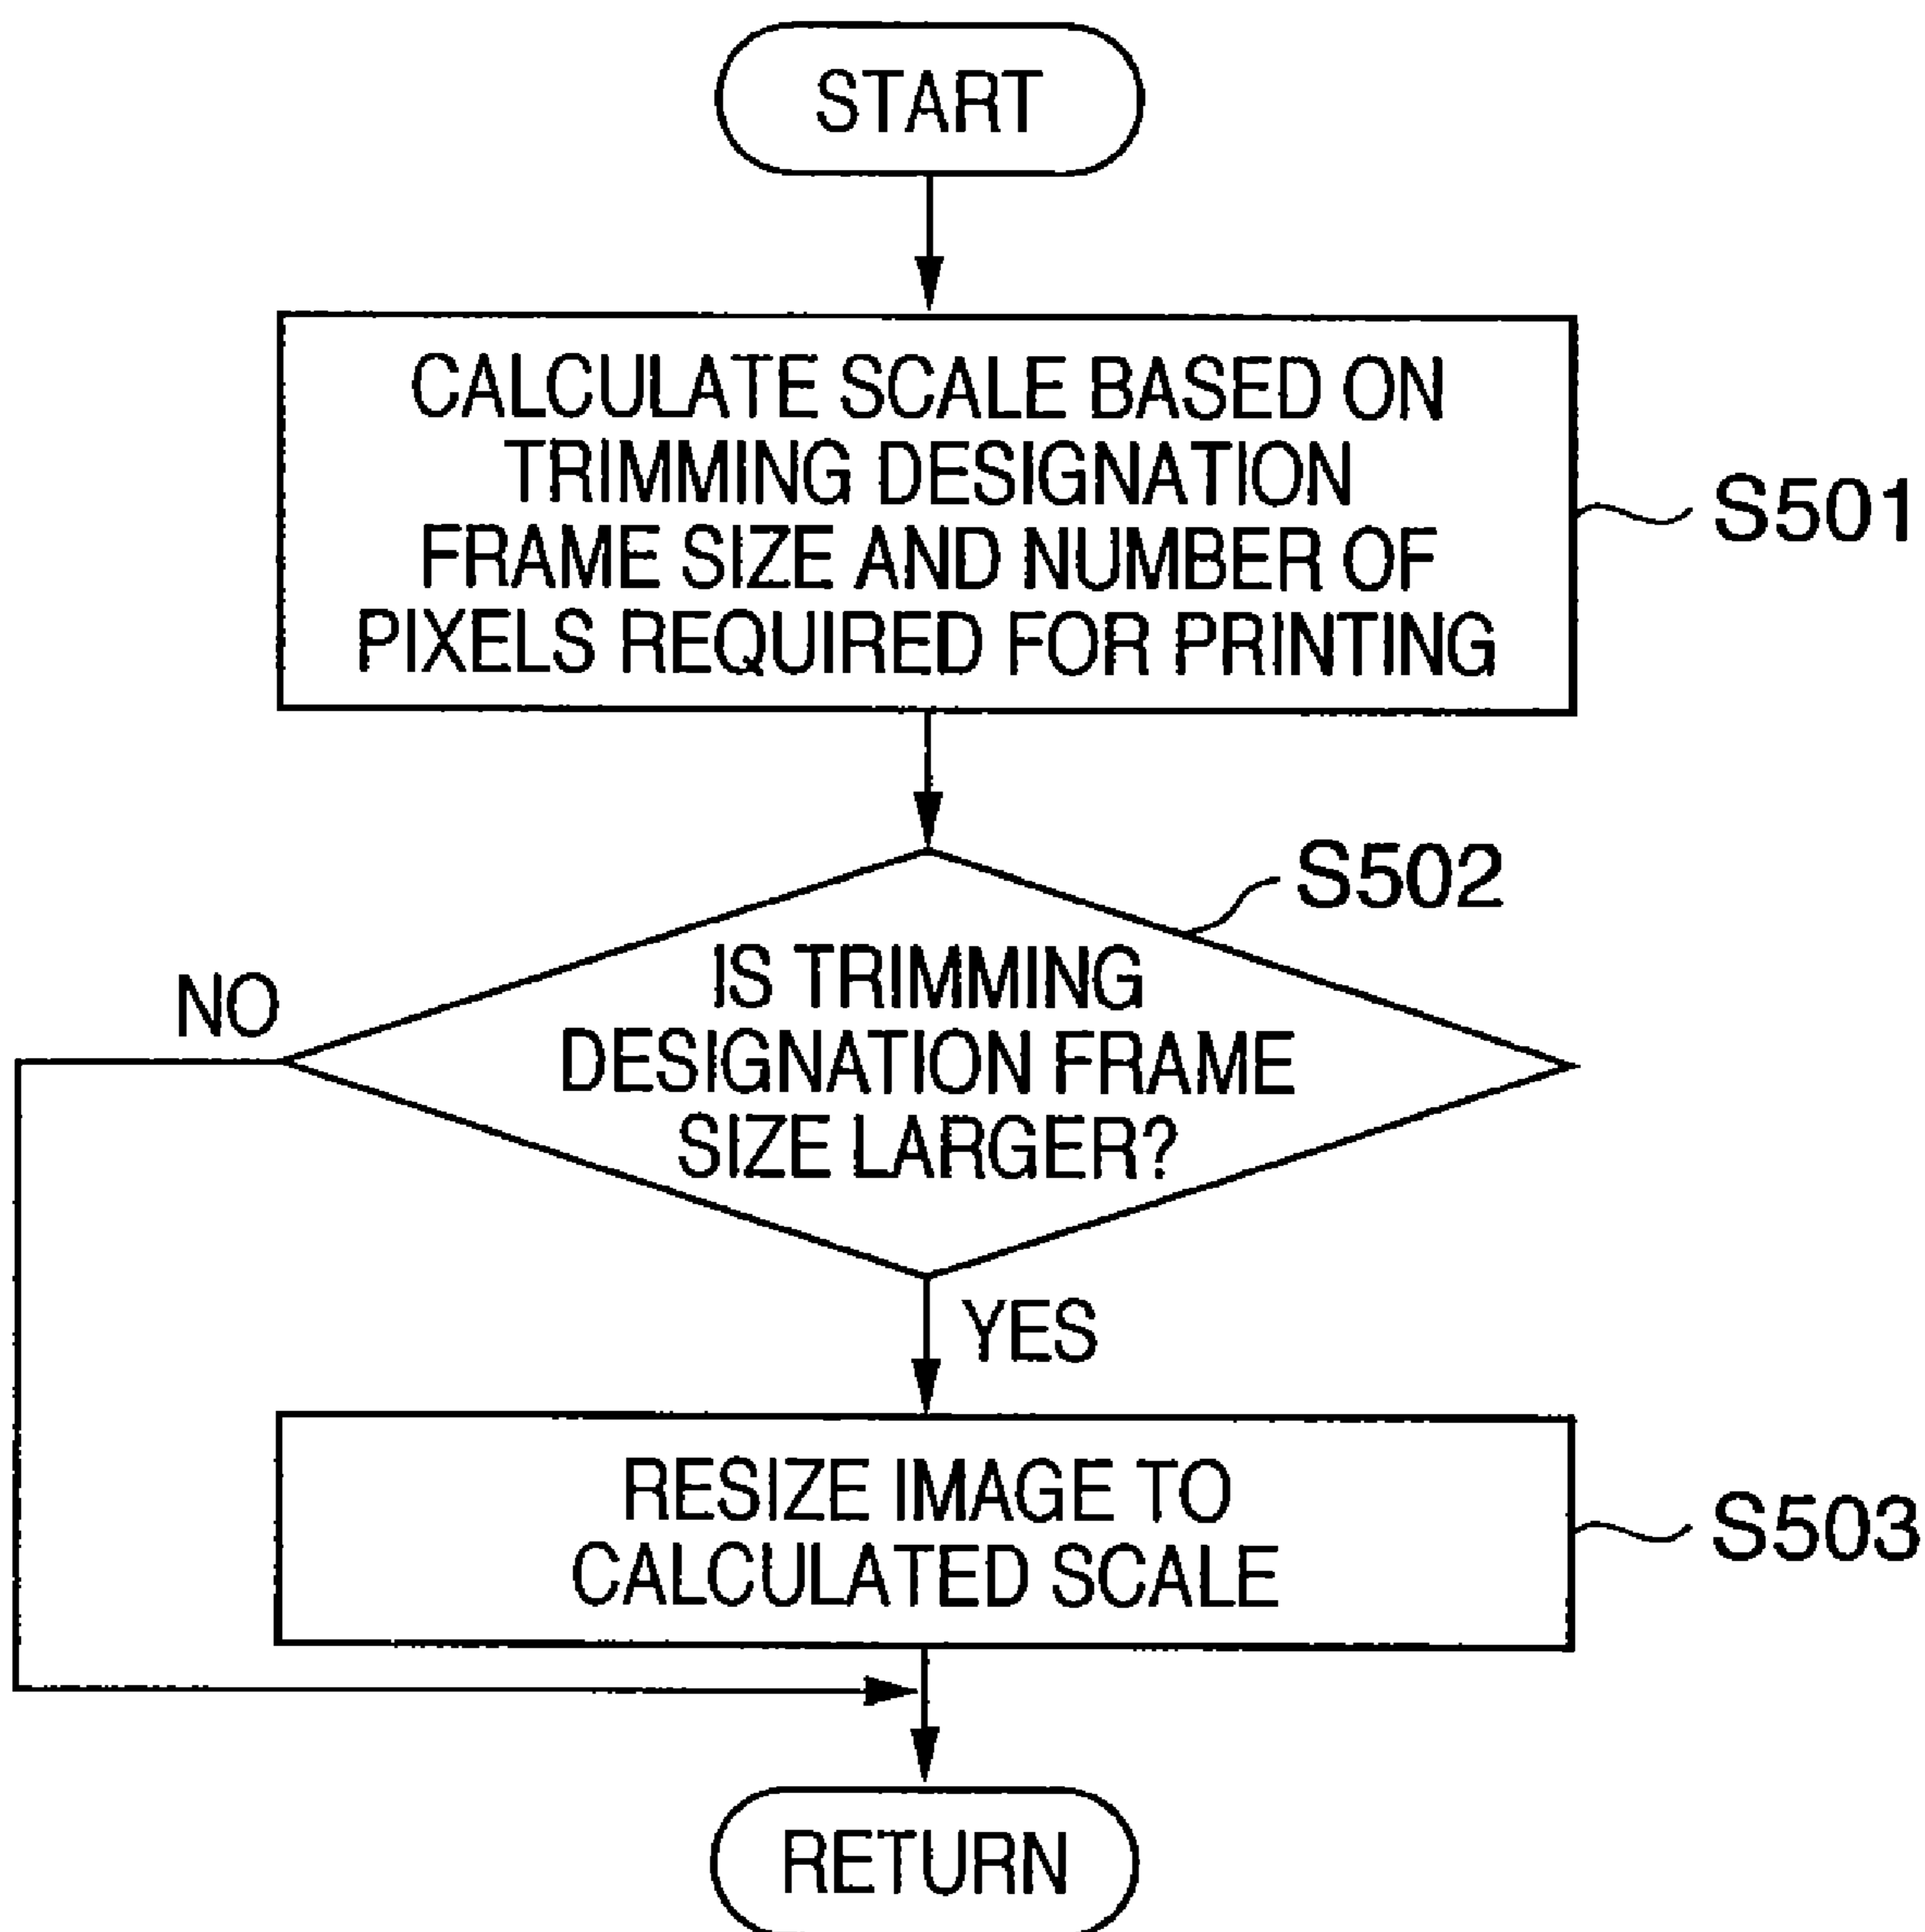 START
CALCULATE SCALE BASED ON
TRIMMING DESIGNATION
FRAME SIZE AND NUMBER OF
PIXELS REQUIRED FOR PRINTING
S501
S502
IS TRIMMING
DESIGNATION FRAME
SIZE LARGER?
NO
YES
RESIZE IMAGE TO
CALCULATED SCALE
S503
RETURN